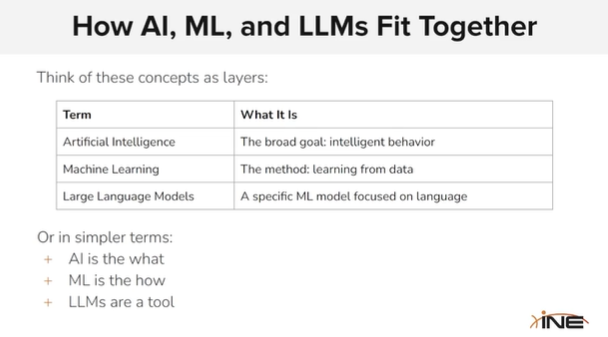 How AI, ML, and LLMs Fit Together
Think of these concepts as layers:
Term What It Is
Artificial Intelligence The broad goal: intelligent behavior
Machine Learning The method: learning from data
Large Language Models A specific ML model focused on language
Or in simpler terms:
+ AI is the what
+ ML is the how
+ LLMs are a tool
INE